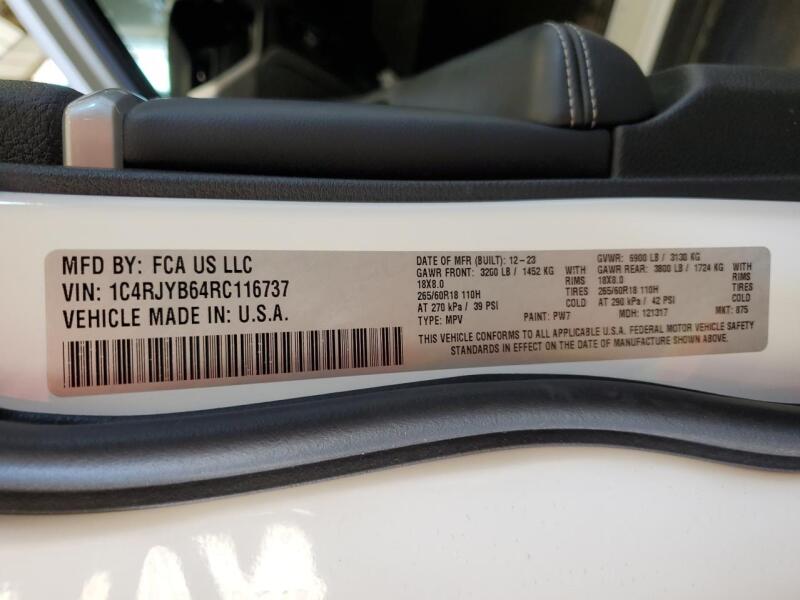 MFD BY: FCA US LLC
VIN: 1C4RJYB64RC116737
VEHICLE MADE IN: U.S.A.
DATE OF MFR (BUILT): 12-23 GVWR: 6900 LB / 3130 KG
GAWR FRONT: 3200 LB / 1452 KG WITH GAWR REAR: 3800 LB / 1724 KG WITH
18X8.0 RIMS 18X8.0 RIMS
265/60R18 110H TIRES 265/60R18 110H TIRES
AT 270 kPa / 39 PSI COLD AT 290 kPa / 42 PSI COLD
TYPE: MPV PAINT: PW7 MDH: 121317 MKT: 875
THIS VEHICLE CONFORMS TO ALL APPLICABLE U.S.A. FEDERAL MOTOR VEHICLE SAFETY
STANDARDS IN EFFECT ON THE DATE OF MANUFACTURE SHOWN ABOVE.